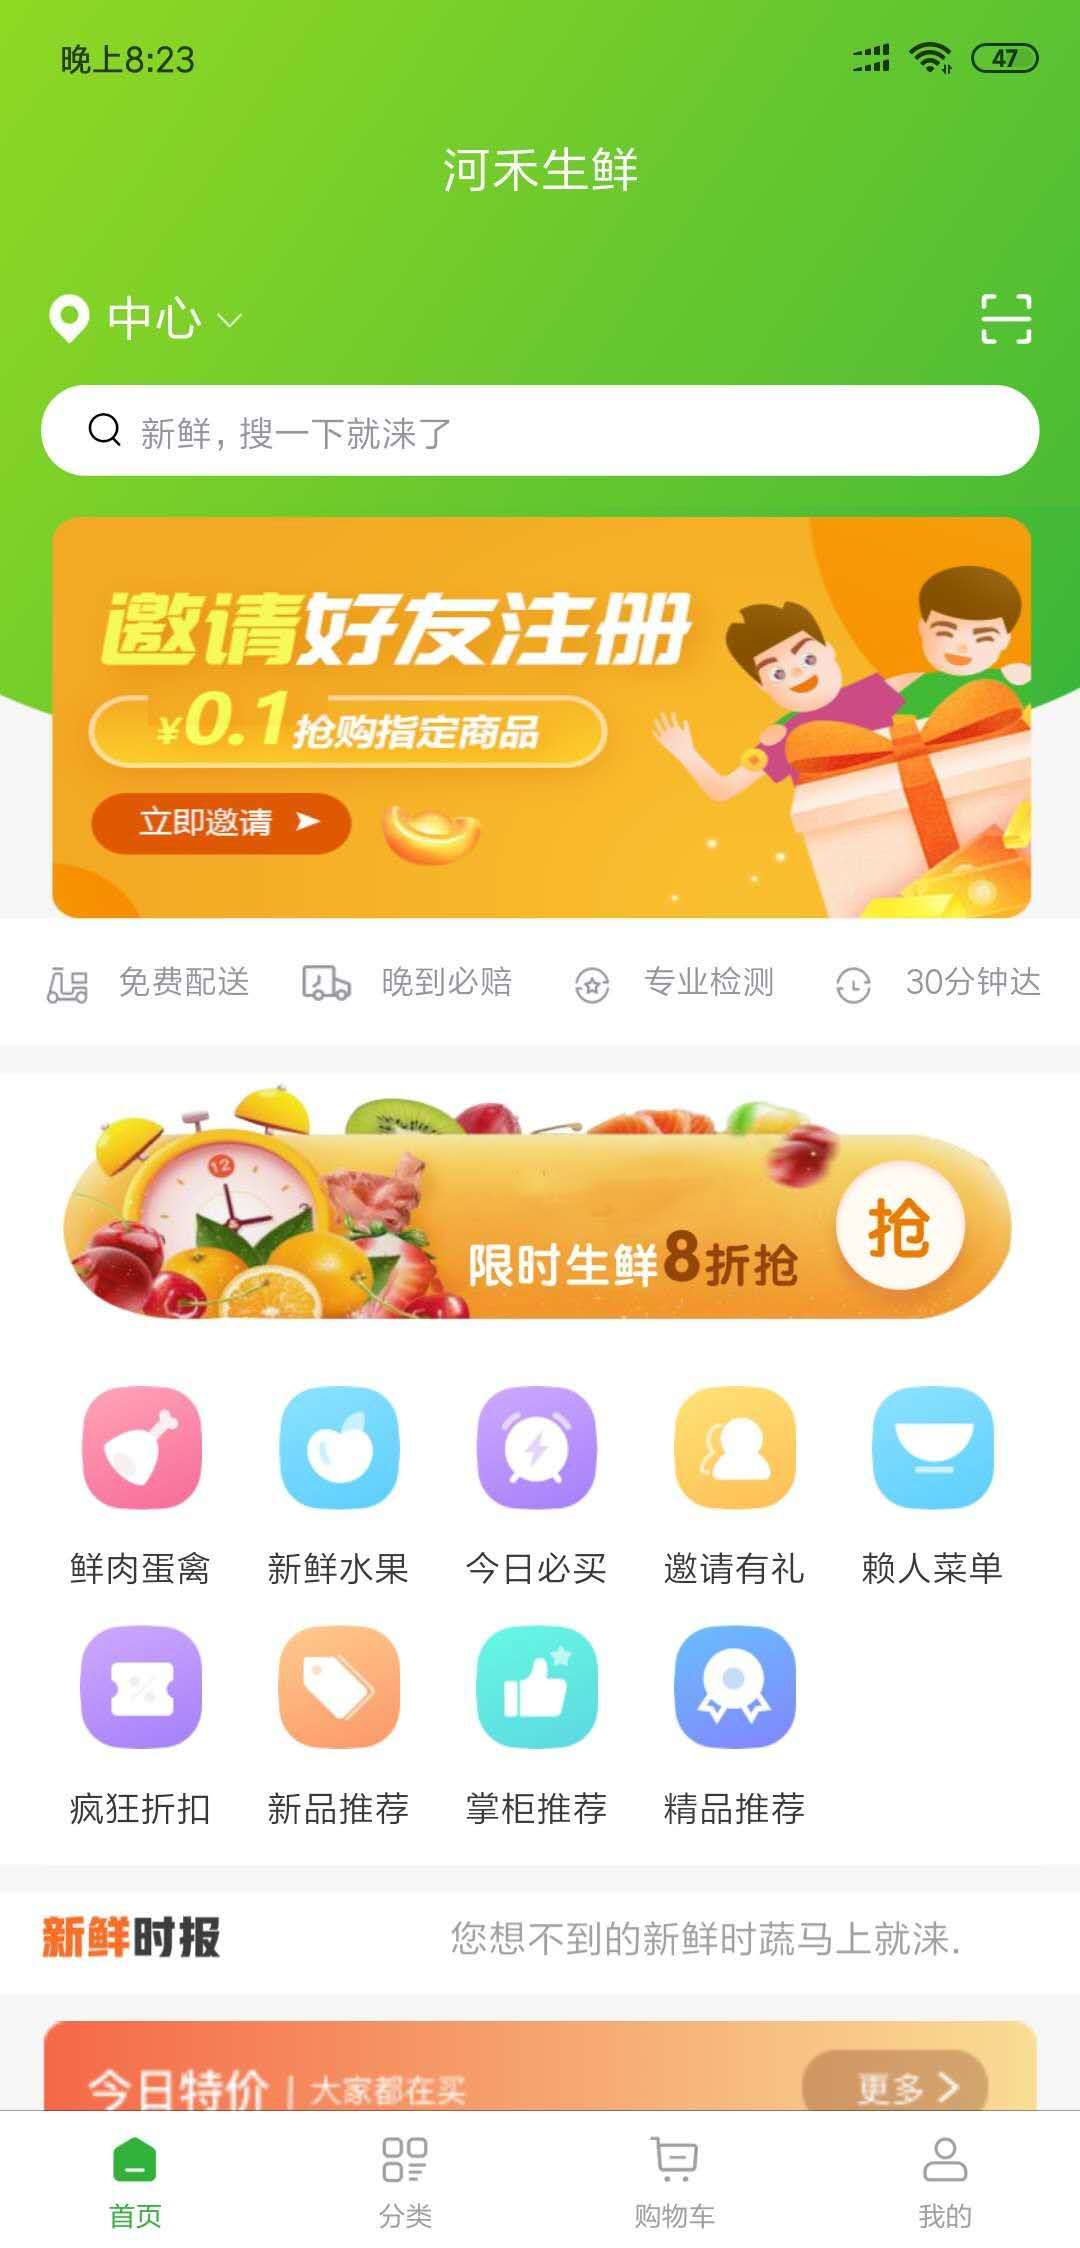 晚上8:23
47
河禾生鲜
中心
新鲜，搜一下就涞了
邀请好友注册
¥0.1抢购指定商品
立即邀请
免费配送 晚到必赔 专业检测 30分钟达
12
限时生鲜8折抢
抢
鲜肉蛋禽 新鲜水果 今日必买 邀请有礼 赖人菜单
疯狂折扣 新品推荐 掌柜推荐 精品推荐
新鲜时报 您想不到的新鲜时蔬马上就涞.
今日特价 | 大家都在买 更多
首页 分类 购物车 我的